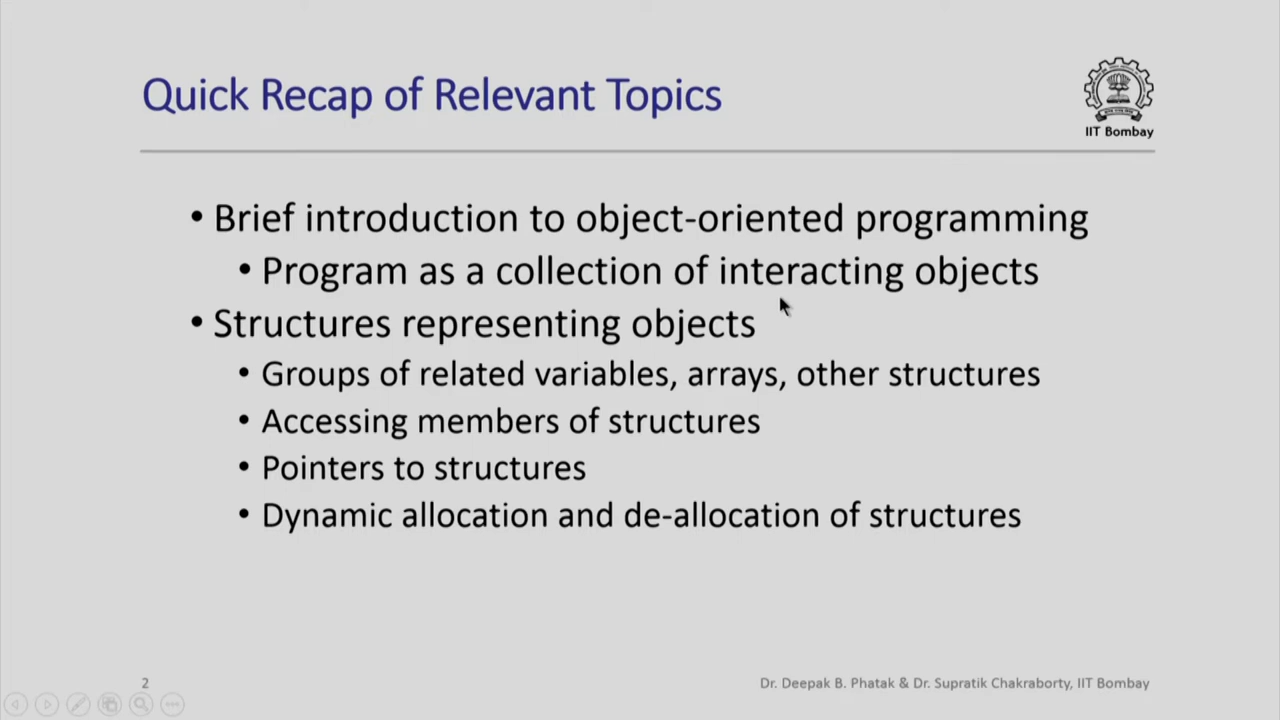 Quick Recap of Relevant Topics
IIT Bombay
• Brief introduction to object-oriented programming
• Program as a collection of interacting objects
• Structures representing objects
• Groups of related variables, arrays, other structures
• Accessing members of structures
• Pointers to structures
• Dynamic allocation and de-allocation of structures
2
Dr. Deepak B. Phatak & Dr. Supratik Chakraborty, IIT Bombay